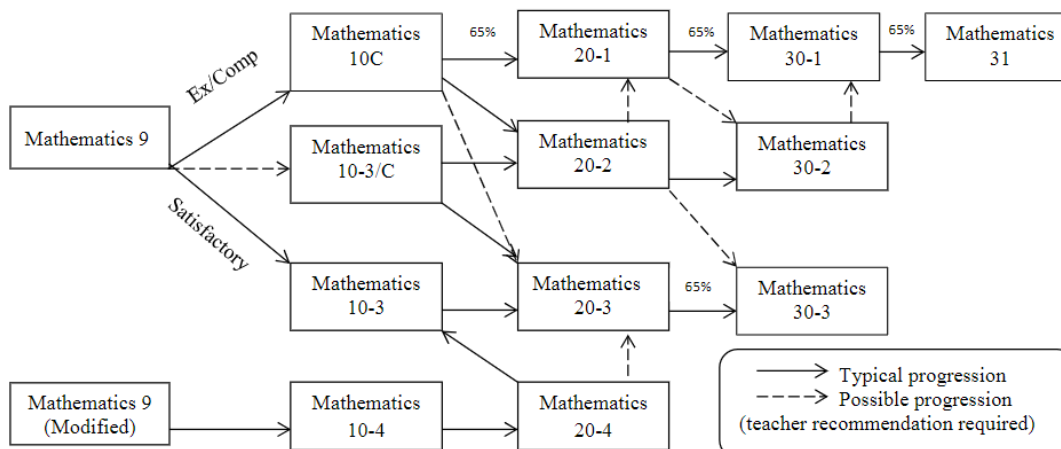 Mathematics
10C
65%
Mathematics
20-1
65%
Mathematics
30-1
65%
Mathematics
31
Ex/Comp
Mathematics 9
Mathematics
10-3/C
Mathematics
20-2
Mathematics
30-2
Satisfactory
Mathematics
10-3
Mathematics
20-3
65%
Mathematics
30-3
Mathematics 9
(Modified)
Mathematics
10-4
Mathematics
20-4
Typical progression
Possible progression
(teacher recommendation required)